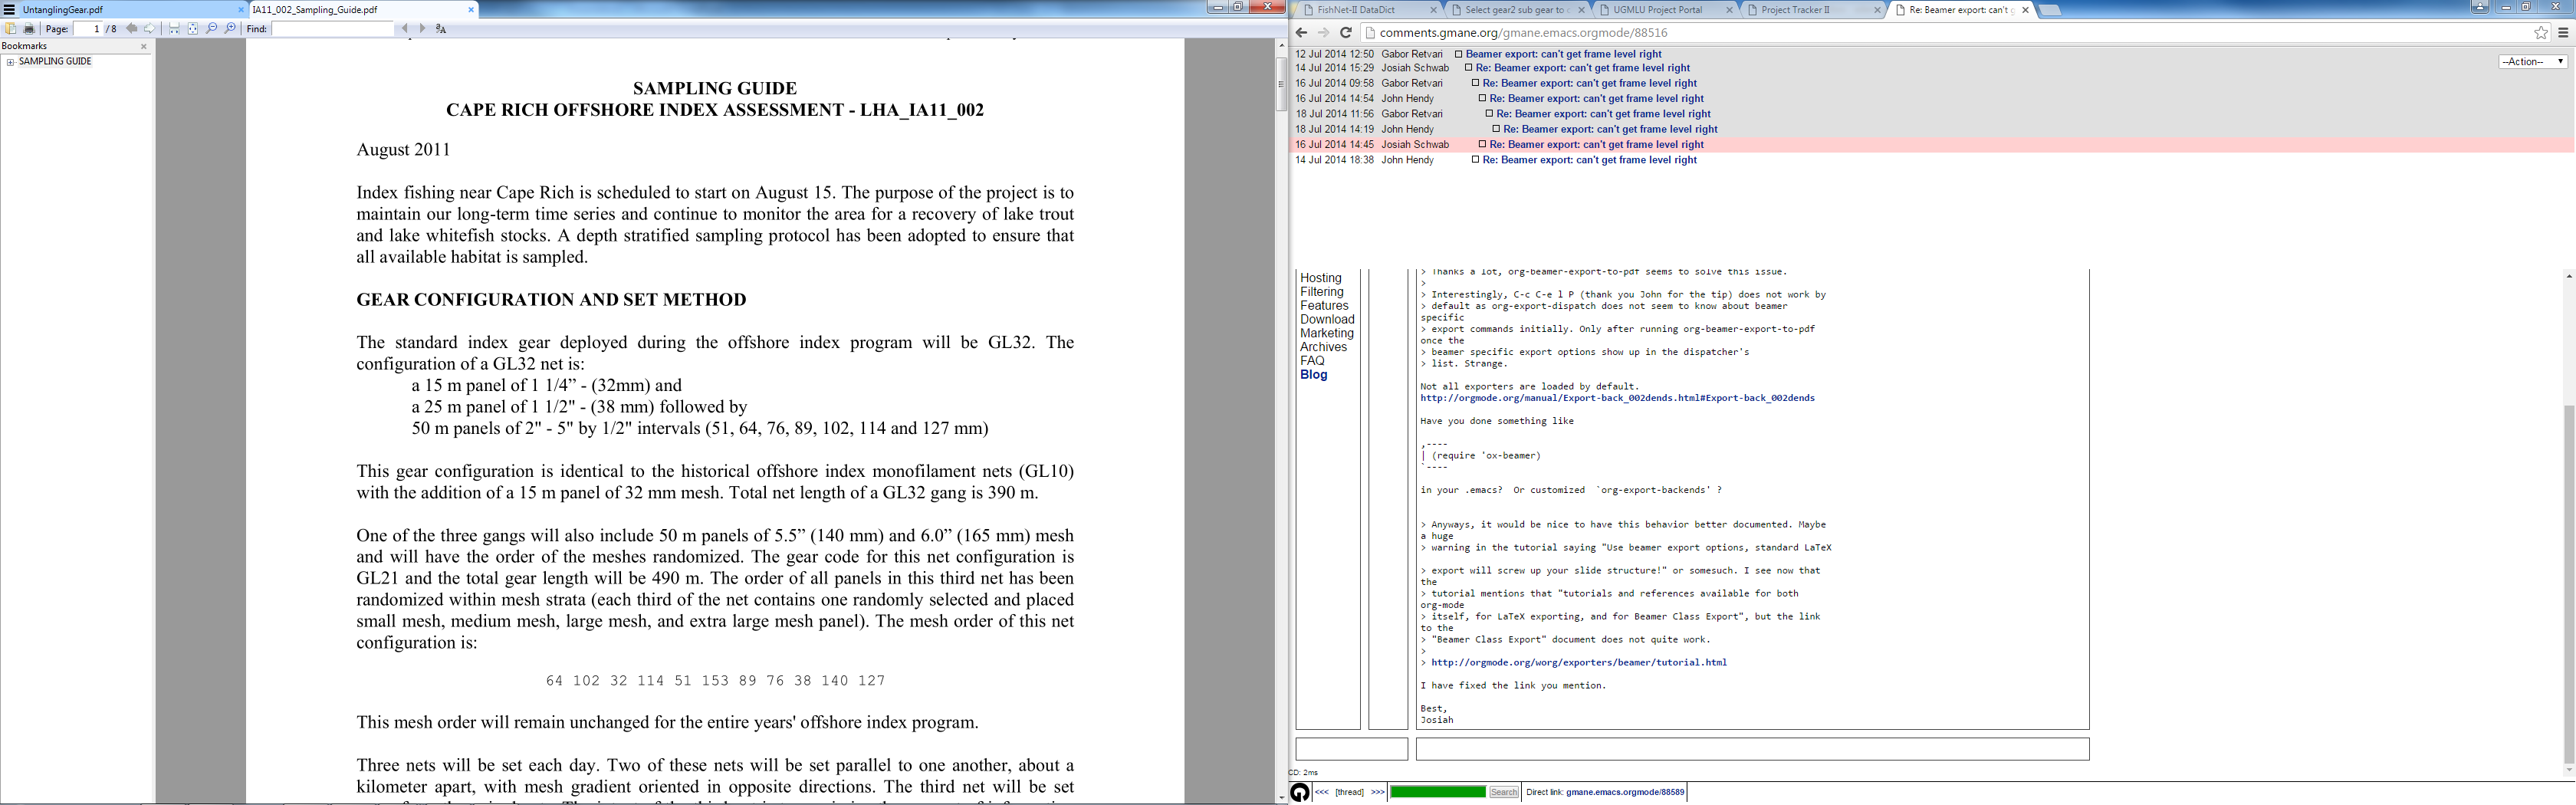 UntanglingGear.pdf
IA11_002_Sampling_Guide.pdf
Page: 1 / 8
Find:
Bookmarks
SAMPLING GUIDE
SAMPLING GUIDE
CAPE RICH OFFSHORE INDEX ASSESSMENT - LHA_IA11_002
August 2011
Index fishing near Cape Rich is scheduled to start on August 15. The purpose of the project is to
maintain our long-term time series and continue to monitor the area for a recovery of lake trout
and lake whitefish stocks. A depth stratified sampling protocol has been adopted to ensure that
all available habitat is sampled.
GEAR CONFIGURATION AND SET METHOD
The standard index gear deployed during the offshore index program will be GL32. The
configuration of a GL32 net is:
a 15 m panel of 1 1/4” - (32mm) and
a 25 m panel of 1 1/2" - (38 mm) followed by
50 m panels of 2" - 5" by 1/2" intervals (51, 64, 76, 89, 102, 114 and 127 mm)
This gear configuration is identical to the historical offshore index monofilament nets (GL10)
with the addition of a 15 m panel of 32 mm mesh. Total net length of a GL32 gang is 390 m.
One of the three gangs will also include 50 m panels of 5.5” (140 mm) and 6.0” (165 mm) mesh
and will have the order of the meshes randomized. The gear code for this net configuration is
GL21 and the total gear length will be 490 m. The order of all panels in this third net has been
randomized within mesh strata (each third of the net contains one randomly selected and placed
small mesh, medium mesh, large mesh, and extra large mesh panel). The mesh order of this net
configuration is:
64 102 32 114 51 153 89 76 38 140 127
This mesh order will remain unchanged for the entire years' offshore index program.
Three nets will be set each day. Two of these nets will be set parallel to one another, about a
kilometer apart, with mesh gradient oriented in opposite directions. The third net will be set
FishNet-II DataDict
Select gear2 sub gear to
UGMLU Project Portal
Project Tracker II
Re: Beamer export: can't g
comments.gmane.org/gmane.emacs.orgmode/88516
12 Jul 2014 12:50 Gabor Retvari Beamer export: can't get frame level right
14 Jul 2014 15:29 Josiah Schwab Re: Beamer export: can't get frame level right
16 Jul 2014 09:58 Gabor Retvari Re: Beamer export: can't get frame level right
16 Jul 2014 14:54 John Hendy Re: Beamer export: can't get frame level right
18 Jul 2014 11:56 Gabor Retvari Re: Beamer export: can't get frame level right
18 Jul 2014 14:19 John Hendy Re: Beamer export: can't get frame level right
16 Jul 2014 14:45 Josiah Schwab Re: Beamer export: can't get frame level right
14 Jul 2014 18:38 John Hendy Re: Beamer export: can't get frame level right
--Action--
Hosting
Filtering
Features
Download
Marketing
Archives
FAQ
Blog
> Thanks a lot, org-beamer-export-to-pdf seems to solve this issue.
>
> Interestingly, C-c C-e l P (thank you John for the tip) does not work by
> default as org-export-dispatch does not seem to know about beamer
specific
> export commands initially. Only after running org-beamer-export-to-pdf
once the
> beamer specific export options show up in the dispatcher's
> list. Strange.
Not all exporters are loaded by default.
http://orgmode.org/manual/Export-back_002dends.html#Export-back_002dends
Have you done something like
,----
| (require 'ox-beamer)
`----
in your .emacs? Or customized `org-export-backends' ?
> Anyways, it would be nice to have this behavior better documented. Maybe
a huge
> warning in the tutorial saying "Use beamer export options, standard LaTeX
> export will screw up your slide structure!" or somesuch. I see now that
the
> tutorial mentions that "tutorials and references available for both
org-mode
> itself, for LaTeX exporting, and for Beamer Class Export", but the link
to the
> "Beamer Class Export" document does not quite work.
>
> http://orgmode.org/worg/exporters/beamer/tutorial.html
I have fixed the link you mention.
Best,
Josiah
CD: 2ms
<<< [thread] >>> Search Direct link: gmane.emacs.orgmode/88589